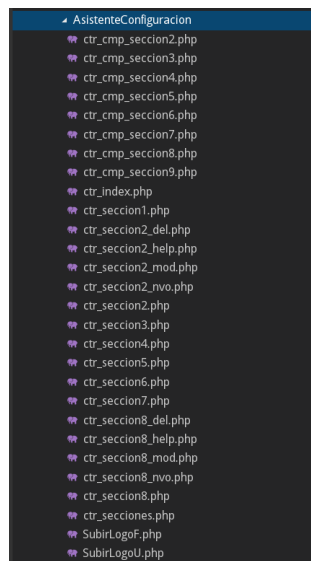 AsistenteConfiguracion
ctr_cmp_seccion2.php
ctr_cmp_seccion3.php
ctr_cmp_seccion4.php
ctr_cmp_seccion5.php
ctr_cmp_seccion6.php
ctr_cmp_seccion7.php
ctr_cmp_seccion8.php
ctr_cmp_seccion9.php
ctr_index.php
ctr_seccion1.php
ctr_seccion2_del.php
ctr_seccion2_help.php
ctr_seccion2_mod.php
ctr_seccion2_nvo.php
ctr_seccion2.php
ctr_seccion3.php
ctr_seccion4.php
ctr_seccion5.php
ctr_seccion6.php
ctr_seccion7.php
ctr_seccion8_del.php
ctr_seccion8_help.php
ctr_seccion8_mod.php
ctr_seccion8_nvo.php
ctr_seccion8.php
ctr_secciones.php
SubirLogoF.php
SubirLogoU.php